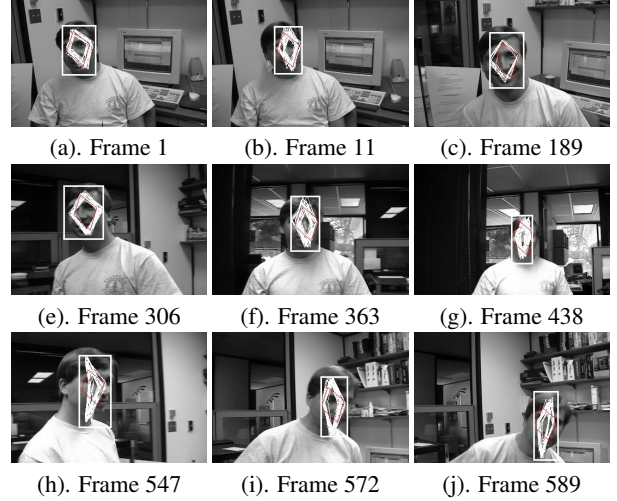 (a). Frame 1
(b). Frame 11
(c). Frame 189
(e). Frame 306
(f). Frame 363
(g). Frame 438
(h). Frame 547
(i). Frame 572
(j). Frame 589